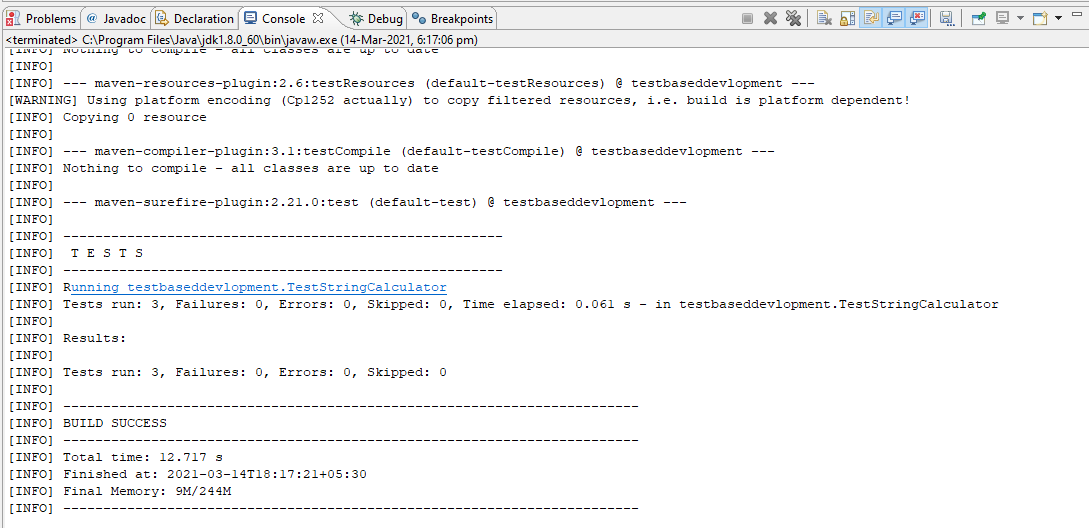 Problems @ Javadoc Declaration Console Debug Breakpoints
<terminated> C:\Program Files\Java\jdk1.8.0_60\bin\javaw.exe (14-Mar-2021, 6:17:06 pm)
[INFO] Nothing to compile - all classes are up to date
[INFO]
[INFO] --- maven-resources-plugin:2.6:testResources (default-testResources) @ testbaseddevlopment ---
[WARNING] Using platform encoding (Cp1252 actually) to copy filtered resources, i.e. build is platform dependent!
[INFO] Copying 0 resource
[INFO]
[INFO] --- maven-compiler-plugin:3.1:testCompile (default-testCompile) @ testbaseddevlopment ---
[INFO] Nothing to compile - all classes are up to date
[INFO]
[INFO] --- maven-surefire-plugin:2.21.0:test (default-test) @ testbaseddevlopment ---
[INFO]
[INFO] -------------------------------------------------------
[INFO]  T E S T S
[INFO] -------------------------------------------------------
[INFO] Running testbaseddevlopment.TestStringCalculator
[INFO] Tests run: 3, Failures: 0, Errors: 0, Skipped: 0, Time elapsed: 0.061 s - in testbaseddevlopment.TestStringCalculator
[INFO]
[INFO] Results:
[INFO]
[INFO] Tests run: 3, Failures: 0, Errors: 0, Skipped: 0
[INFO]
[INFO] ------------------------------------------------------------------------
[INFO] BUILD SUCCESS
[INFO] ------------------------------------------------------------------------
[INFO] Total time: 12.717 s
[INFO] Finished at: 2021-03-14T18:17:21+05:30
[INFO] Final Memory: 9M/244M
[INFO] ------------------------------------------------------------------------